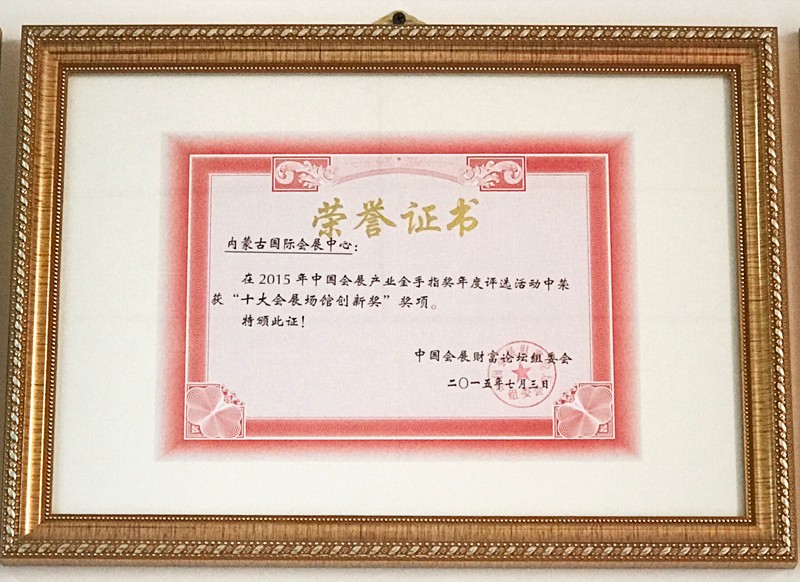 荣誉证书
内蒙古国际会展中心：
在2015年中国会展产业金手指奖年度评选活动中荣
获“十大会展场馆创新奖”奖项。
特颁此证！
中国会展财富论坛组委会
二〇一五年七月三日
组委会